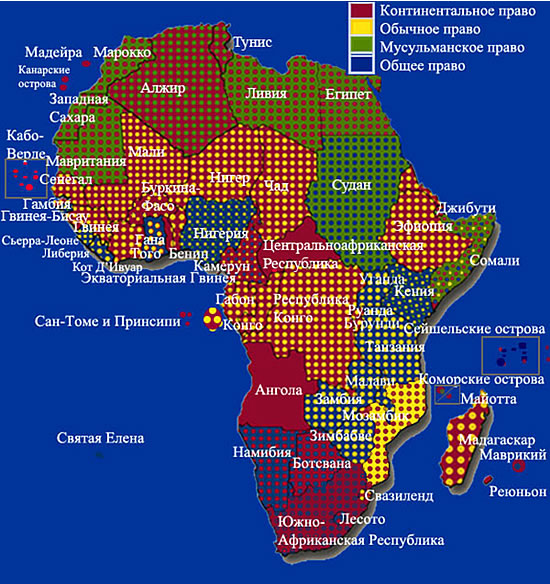 Континентальное право
Обычное право
Мусульманское право
Общее право
Мадейра
Марокко
Тунис
Канарские
острова
Алжир
Ливия
Египет
Западная
Сахара
Кабо-
Верде
Мавритания
Мали
Нигер
Чад
Судан
Сенегал
Буркина-
Фасо
Джибути
Гамбия
Гвинея-Бисау
Гвинея
Эфиопия
Нигерия
Гана
Того
Бенин
Сьерра-Леоне
Либерия
Центральноафриканская
Республика
Сомали
Кот Д'Ивуар
Камерун
Экваториальная Гвинея
Уганда
Кения
Габон
Республика
Конго
Конго
Руанда
Бурунди
Сан-Томе и Принсипи
Сейшельские острова
Танзания
Ангола
Малави
Коморские острова
Майотта
Замбия
Мозамбик
Святая Елена
Зимбабве
Мадагаскар
Маврикий
Намибия
Ботсвана
Свазиленд
Реюньон
Южно-
Африканская Республика
Лесото